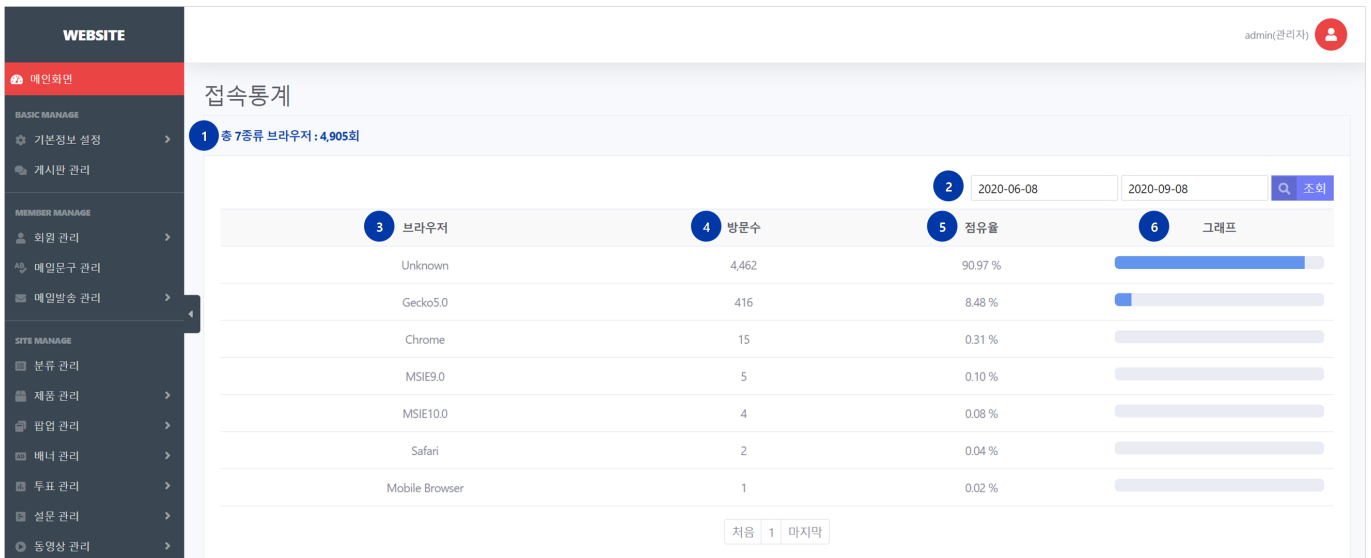 WEBSITE
admin(관리자)
메인화면
접속통계
BASIC MANAGE
1 총 7종류 브라우저 : 4,905회
기본정보 설정
게시판 관리
2 2020-06-08 2020-09-08 조회
MEMBER MANAGE
회원 관리
메일문구 관리
메일발송 관리
SITE MANAGE
분류 관리
제품 관리
팝업 관리
배너 관리
투표 관리
설문 관리
동영상 관리
3 브라우저 4 방문수 5 점유율 6 그래프
Unknown 4,462 90.97 %
Gecko5.0 416 8.48 %
Chrome 15 0.31 %
MSIE9.0 5 0.10 %
MSIE10.0 4 0.08 %
Safari 2 0.04 %
Mobile Browser 1 0.02 %
처음 1 마지막